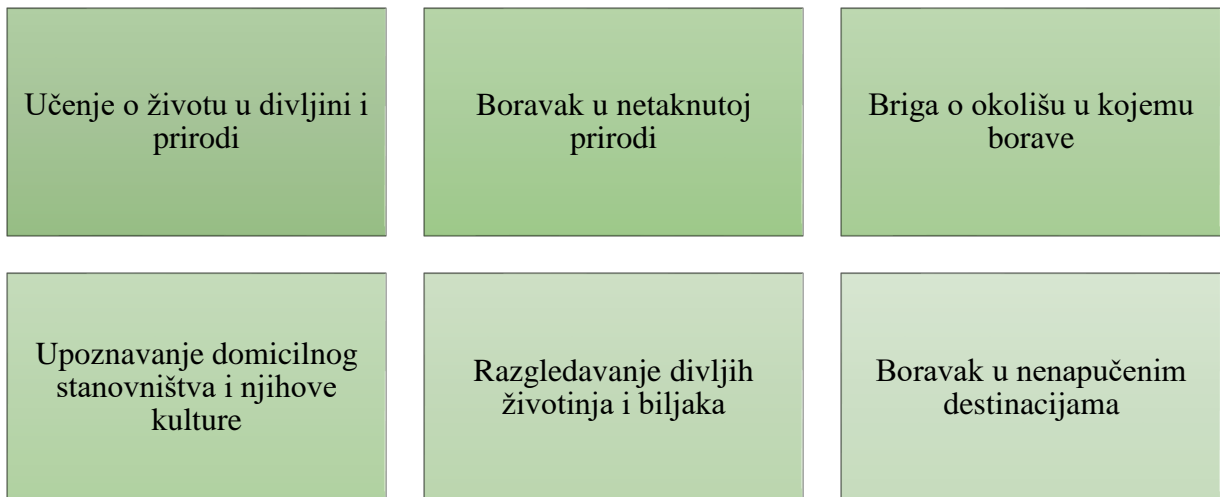 Učenje o životu u divljini i
prirodi
Boravak u netaknutoj
prirodi
Briga o okolišu u kojemu
borave
Upoznavanje domicilnog
stanovništva i njihove
kulture
Razgledavanje divljih
životinja i biljaka
Boravak u nenapučenim
destinacijama